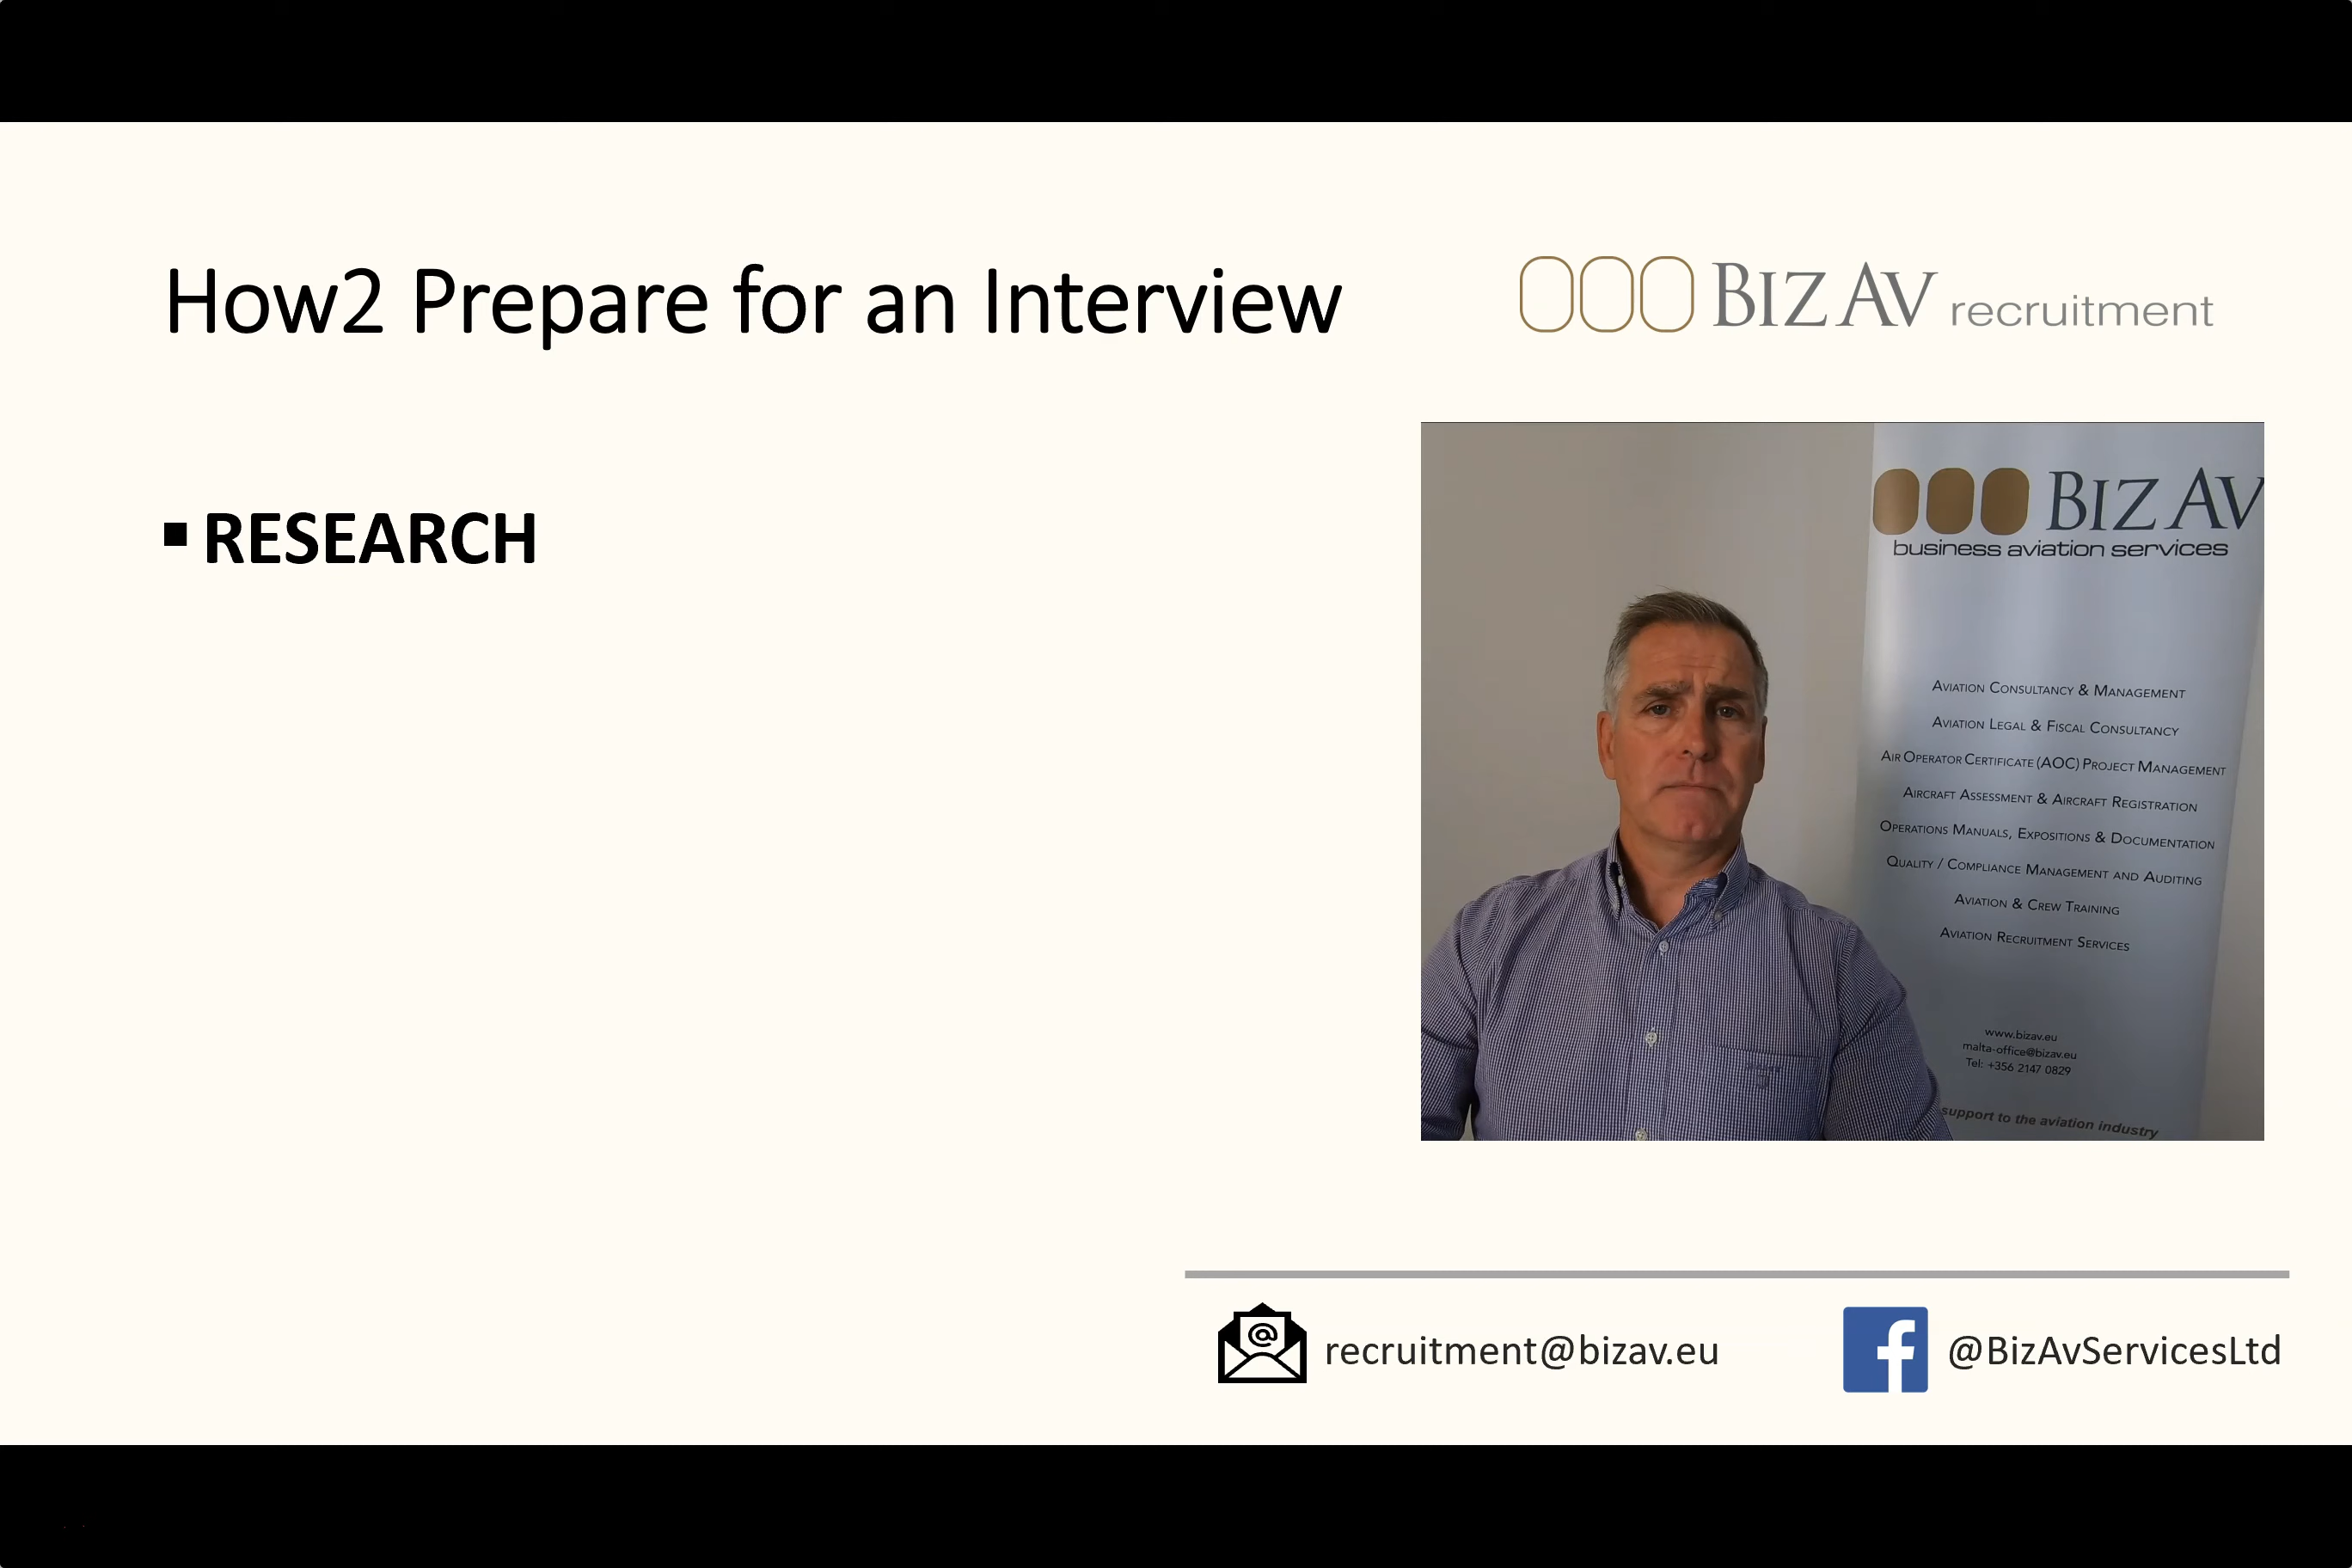 How2 Prepare for an Interview
BIZ AV recruitment
▪ RESEARCH
BIZ AV
business aviation services
AVIATION CONSULTANCY & MANAGEMENT
AVIATION LEGAL & FISCAL CONSULTANCY
AIR OPERATOR CERTIFICATE (AOC) PROJECT MANAGEMENT
AIRCRAFT ASSESSMENT & AIRCRAFT REGISTRATION
OPERATIONS MANUALS, EXPOSITIONS & DOCUMENTATION
QUALITY / COMPLIANCE MANAGEMENT AND AUDITING
AVIATION & CREW TRAINING
AVIATION RECRUITMENT SERVICES
www.bizav.eu
malta-office@bizav.eu
Tel: +356 2147 0829
support to the aviation industry
recruitment@bizav.eu
@BizAvServicesLtd